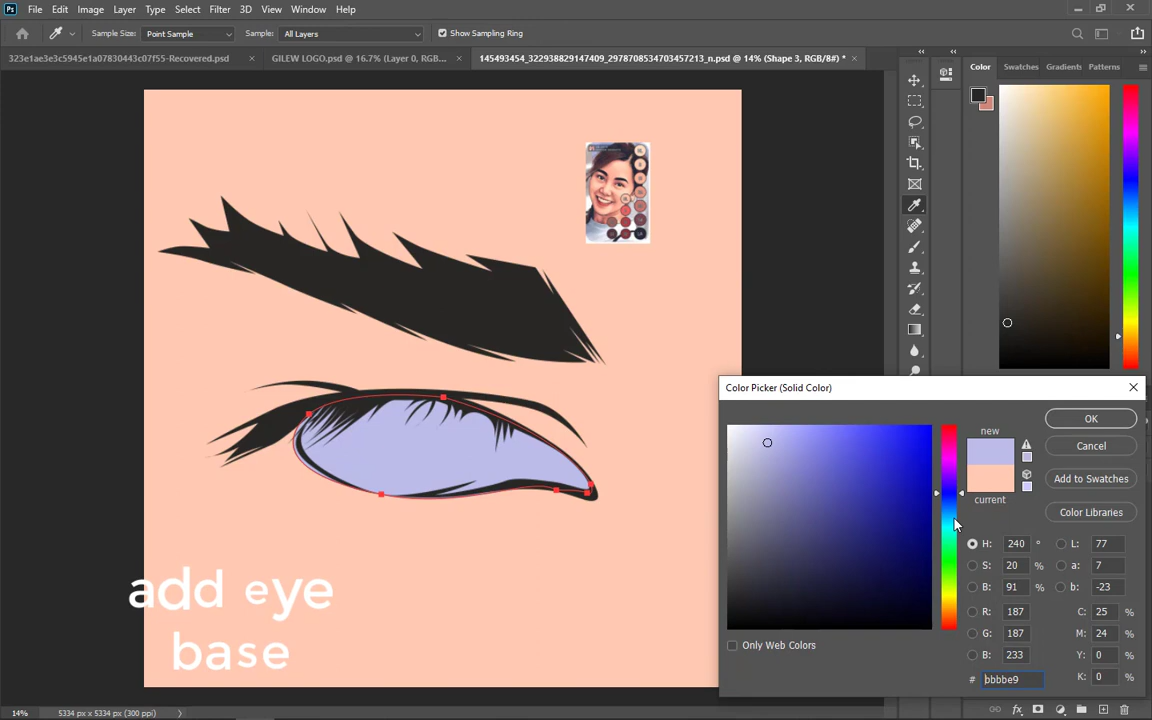 File Edit Image Layer Type Select Filter 3D View Window Help
Sample Size: Point Sample Sample: All Layers Show Sampling Ring
323e1ae3e3c5945e1a07830443c07f55-Recovered.psd GILEW LOGO.psd @ 16.7% (Layer 0, RGB... 145493454_322938829147409_2978708534703457213_n.psd @ 14% (Shape 3, RGB/8#) *
Color Swatches Gradients Patterns
Color Picker (Solid Color)
OK
new
Cancel
Add to Swatches
current
Color Libraries
H: 240 ° L: 77
S: 20 % a: 7
B: 91 % b: -23
R: 187 C: 25 %
G: 187 M: 24 %
B: 233 Y: 0 %
K: 0 %
Only Web Colors
# bbbbe9
add eye
base
14% 5334 px x 5334 px (300 ppi)